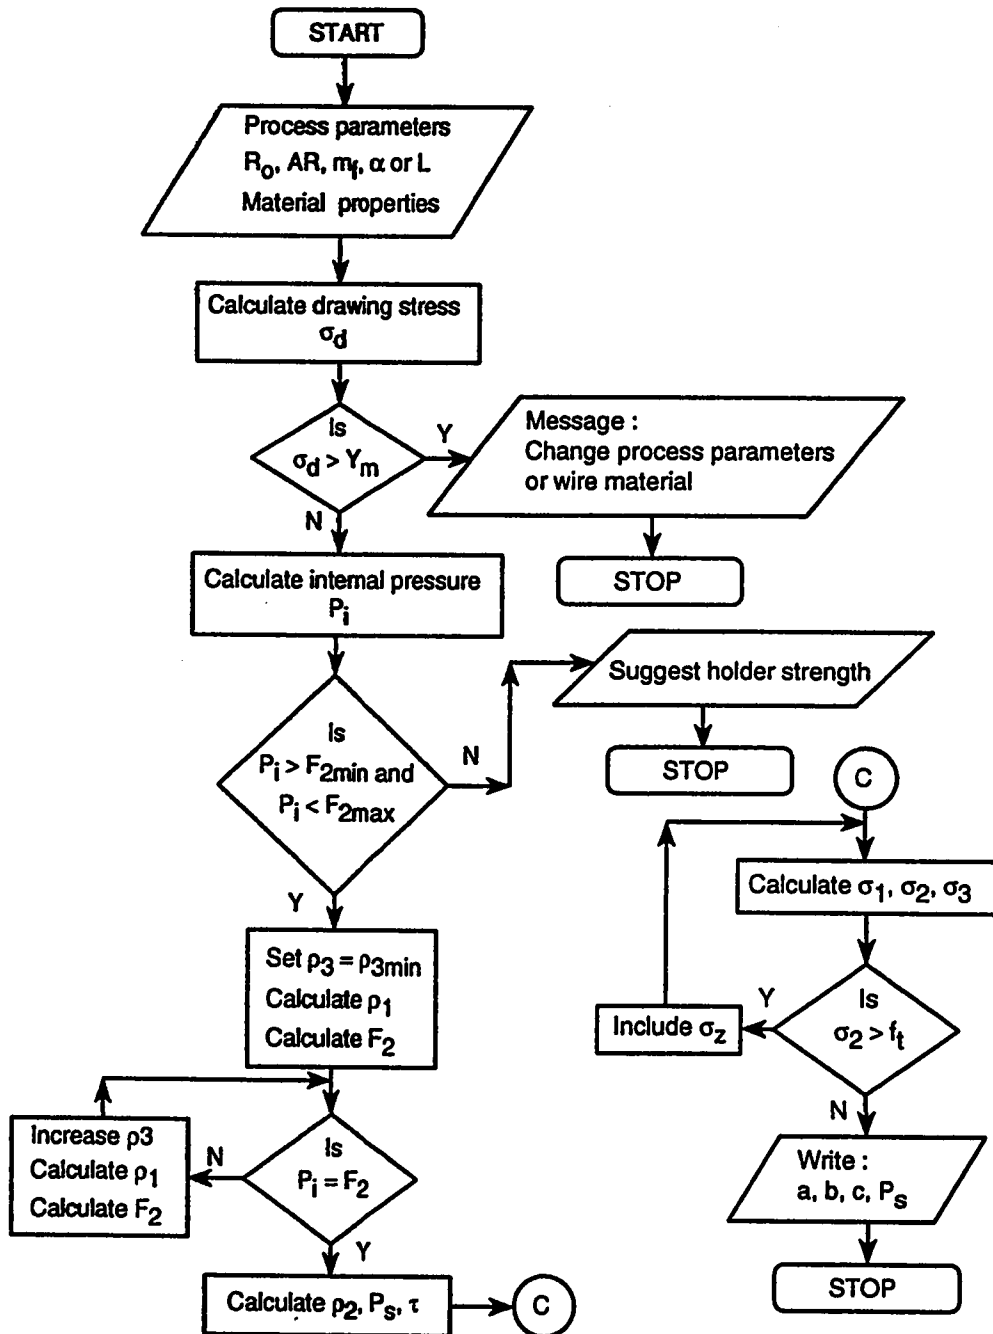 START
Process parameters
Ro, AR, mf, α or L
Material properties
Calculate drawing stress
σd
Is
σd > Ym
Y
N
Message :
Change process parameters
or wire material
STOP
Calculate internal pressure
Pi
Is
Pi > F2min and
Pi < F2max
N
Y
Suggest holder strength
STOP
Set ρ3 = ρ3min
Calculate ρ1
Calculate F2
Is
Pi = F2
N
Y
Increase ρ3
Calculate ρ1
Calculate F2
Calculate ρ2, Ps, τ
C
C
Calculate σ1, σ2, σ3
Is
σ2 > ft
Y
N
Include σz
Write :
a, b, c, Ps
STOP